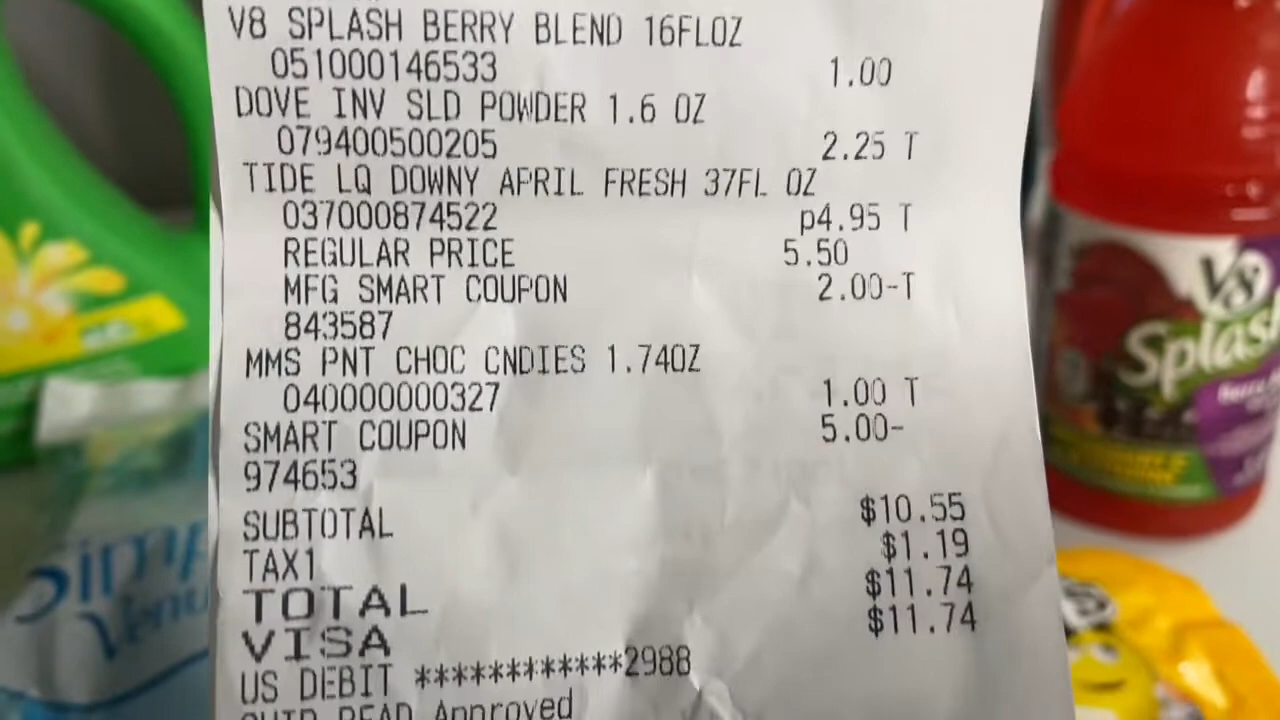 V8 SPLASH BERRY BLEND 16FLOZ
051000146533 1.00
DOVE INV SLD POWDER 1.6 OZ
079400500205 2.25 T
TIDE LQ DOWNY APRIL FRESH 37FL OZ
037000874522 p4.95 T
REGULAR PRICE 5.50
MFG SMART COUPON 2.00-T
843587
MMS PNT CHOC CNDIES 1.74OZ
040000000327 1.00 T
SMART COUPON 5.00-
974653
SUBTOTAL $10.55
TAX1 $1.19
TOTAL $11.74
VISA $11.74
US DEBIT ************2988
CHIP READ Approved
V8
Splash